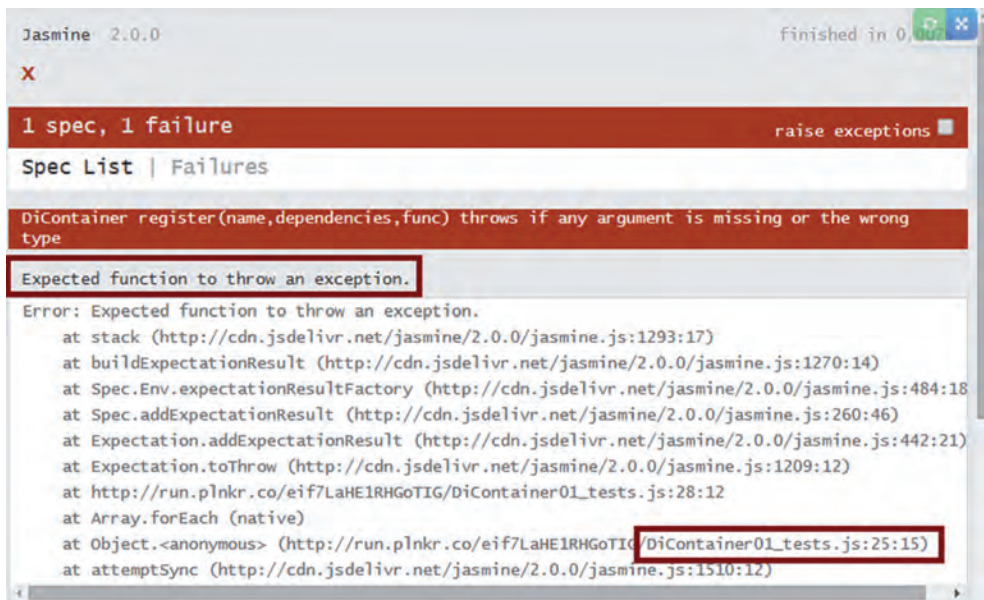 Jasmine 2.0.0 finished in 0.007s
X
1 spec, 1 failure raise exceptions
Spec List | Failures
DiContainer register(name,dependencies,func) throws if any argument is missing or the wrong
type
Expected function to throw an exception.
Error: Expected function to throw an exception.
at stack (http://cdn.jsdelivr.net/jasmine/2.0.0/jasmine.js:1293:17)
at buildExpectationResult (http://cdn.jsdelivr.net/jasmine/2.0.0/jasmine.js:1270:14)
at Spec.Env.expectationResultFactory (http://cdn.jsdelivr.net/jasmine/2.0.0/jasmine.js:484:18
at Spec.addExpectationResult (http://cdn.jsdelivr.net/jasmine/2.0.0/jasmine.js:260:46)
at Expectation.addExpectationResult (http://cdn.jsdelivr.net/jasmine/2.0.0/jasmine.js:442:21)
at Expectation.toThrow (http://cdn.jsdelivr.net/jasmine/2.0.0/jasmine.js:1209:12)
at http://run.plnkr.co/eif7LaHE1RHGoTIG/DiContainer01_tests.js:28:12
at Array.forEach (native)
at Object.<anonymous> (http://run.plnkr.co/eif7LaHE1RHGoTIG/DiContainer01_tests.js:25:15)
at attemptSync (http://cdn.jsdelivr.net/jasmine/2.0.0/jasmine.js:1510:12)